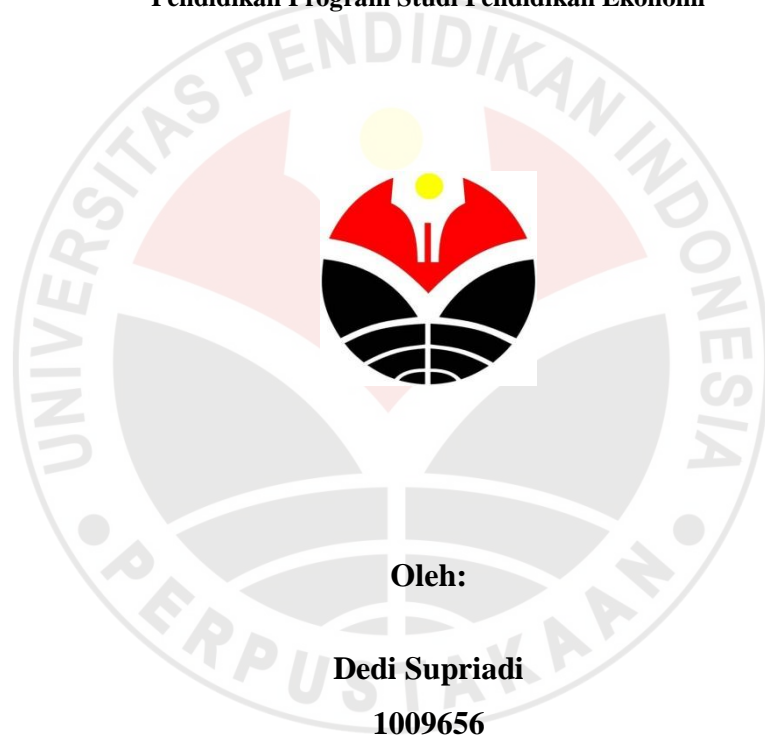 Pendidikan Program Studi Pendidikan Ekonomi
UNIVERSITAS PENDIDIKAN INDONESIA
PERPUSTAKAAN
Oleh:
Dedi Supriadi
1009656